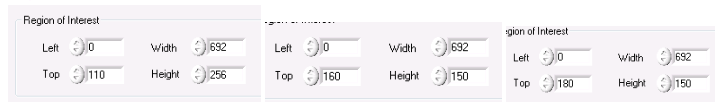 Region of Interest
Left 0 Width 692
Top 110 Height 256
Left 0 Width 692
Top 160 Height 150
egion of Interest
Left 0 Width 692
Top 180 Height 150